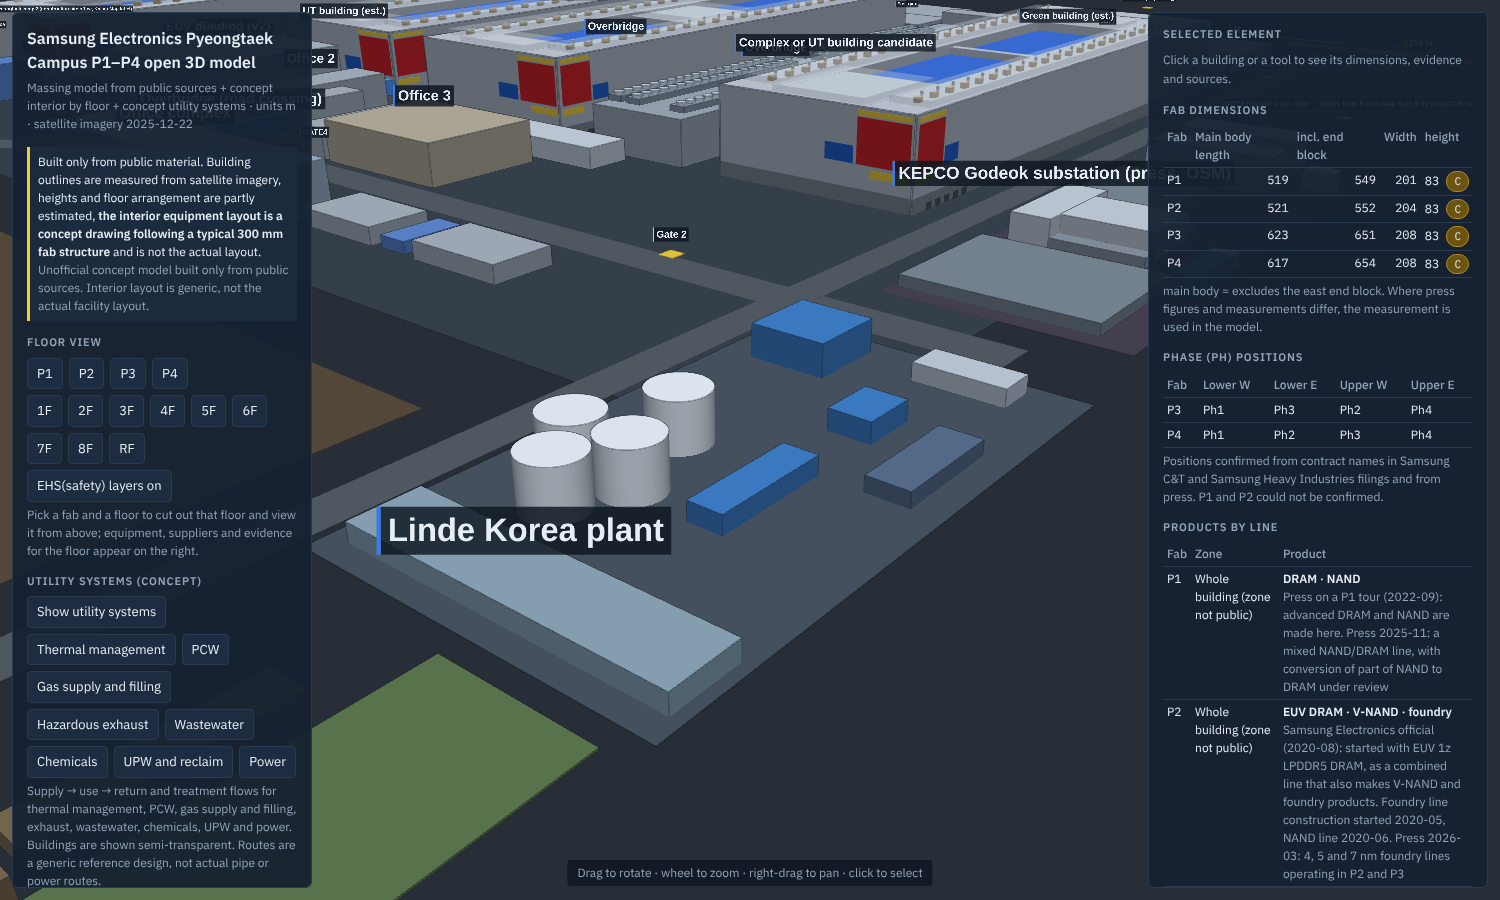 Samsung Electronics Pyeongtaek
Campus P1–P4 open 3D model
Massing model from public sources + concept
interior by floor + concept utility systems · units m
· satellite imagery 2025-12-22
Built only from public material. Building
outlines are measured from satellite imagery,
heights and floor arrangement are partly
estimated, the interior equipment layout is a
concept drawing following a typical 300 mm
fab structure and is not the actual layout.
Unofficial concept model built only from public
sources. Interior layout is generic, not the
actual facility layout.
FLOOR VIEW
P1 P2 P3 P4
1F 2F 3F 4F 5F 6F
7F 8F RF
EHS(safety) layers on
Pick a fab and a floor to cut out that floor and view
it from above; equipment, suppliers and evidence
for the floor appear on the right.
UTILITY SYSTEMS (CONCEPT)
Show utility systems
Thermal management PCW
Gas supply and filling
Hazardous exhaust Wastewater
Chemicals UPW and reclaim Power
Supply → use → return and treatment flows for
thermal management, PCW, gas supply and filling,
exhaust, wastewater, chemicals, UPW and power.
Buildings are shown semi-transparent. Routes are
a generic reference design, not actual pipe or
power routes.
UT building (est.)
Overbridge
Green building (est.)
Complex or UT building candidate
Office 2
Office 3
GATE4
KEPCO Godeok substation (press, OSM)
Gate 2
Linde Korea plant
Drag to rotate · wheel to zoom · right-drag to pan · click to select
SELECTED ELEMENT
Click a building or a tool to see its dimensions, evidence
and sources.
FAB DIMENSIONS
Fab Main body length incl. end block Width height
P1 519 549 201 83 C
P2 521 552 204 83 C
P3 623 651 208 83 C
P4 617 654 208 83 C
main body = excludes the east end block. Where press
figures and measurements differ, the measurement is
used in the model.
PHASE (PH) POSITIONS
Fab Lower W Lower E Upper W Upper E
P3 Ph1 Ph3 Ph2 Ph4
P4 Ph1 Ph2 Ph3 Ph4
Positions confirmed from contract names in Samsung
C&T and Samsung Heavy Industries filings and from
press. P1 and P2 could not be confirmed.
PRODUCTS BY LINE
Fab Zone Product
P1 Whole building (zone not public) DRAM · NAND
Press on a P1 tour (2022-09):
advanced DRAM and NAND are
made here. Press 2025-11: a
mixed NAND/DRAM line, with
conversion of part of NAND to
DRAM under review
P2 Whole building (zone not public) EUV DRAM · V-NAND · foundry
Samsung Electronics official
(2020-08): started with EUV 1z
LPDDR5 DRAM, as a combined
line that also makes V-NAND and
foundry products. Foundry line
construction started 2020-05,
NAND line 2020-06. Press 2026-
03: 4, 5 and 7 nm foundry lines
operating in P2 and P3